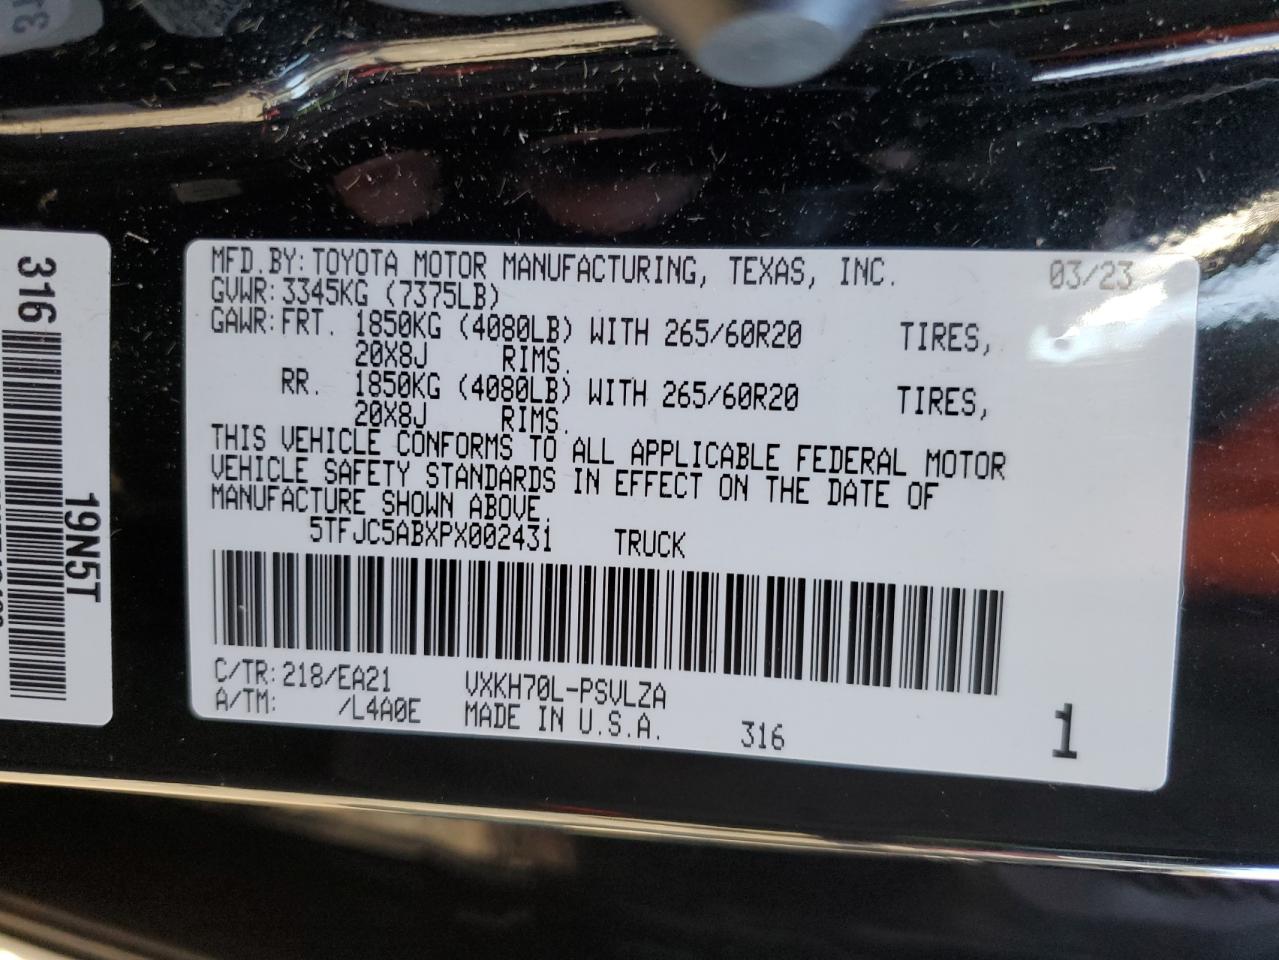 MFD.BY:TOYOTA MOTOR MANUFACTURING, TEXAS, INC. 03/23
GVWR:3345KG (7375LB)
GAWR:FRT. 1850KG (4080LB) WITH 265/60R20 TIRES,
20X8J RIMS.
RR. 1850KG (4080LB) WITH 265/60R20 TIRES,
20X8J RIMS.
THIS VEHICLE CONFORMS TO ALL APPLICABLE FEDERAL MOTOR
VEHICLE SAFETY STANDARDS IN EFFECT ON THE DATE OF
MANUFACTURE SHOWN ABOVE.
5TFJC5ABXPX002431 TRUCK
C/TR:218/EA21 VXKH70L-PSVLZA
A/TM: /L4A0E MADE IN U.S.A. 316 1
316
19N5T